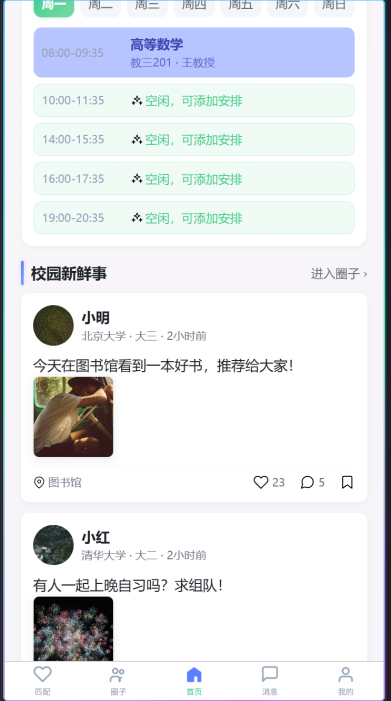 周一 周二 周三 周四 周五 周六 周日
08:00-09:35 高等数学
教三201 · 王教授
10:00-11:35 空闲，可添加安排
14:00-15:35 空闲，可添加安排
16:00-17:35 空闲，可添加安排
19:00-20:35 空闲，可添加安排
校园新鲜事 进入圈子 ›
小明
北京大学 · 大三 · 2小时前
今天在图书馆看到一本好书，推荐给大家！
图书馆 23 5
小红
清华大学 · 大二 · 2小时前
有人一起上晚自习吗？求组队！
匹配 圈子 首页 消息 我的